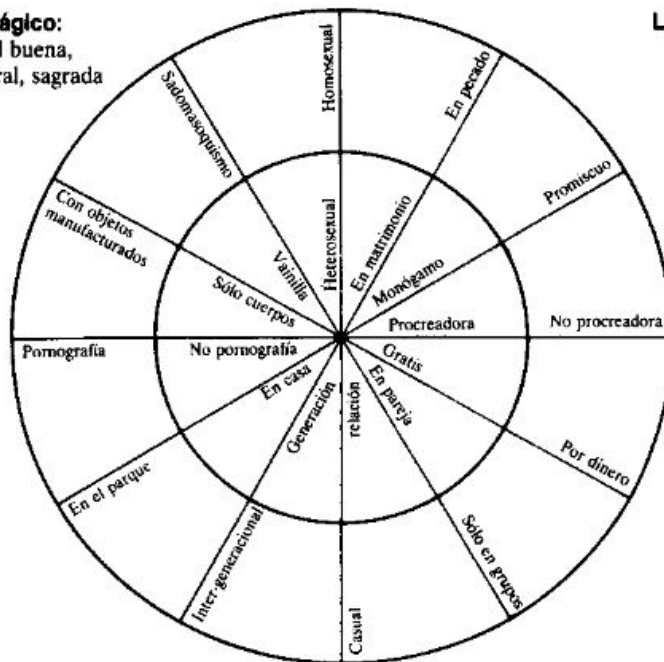 ágico:
l buena,
ral, sagrada
L
Homosexual
En pecado
Promiscuo
No procreadora
Por dinero
Sólo en grupos
Casual
Inter-generacional
En el parque
Pornografía
Con objetos
manufacturados
Sadomasoquismo
Heterosexual
En matrimonio
Monógamo
Procreadora
Gratis
En pareja
relación
Generación
En casa
No pornografía
Sólo cuerpos
Vainilla